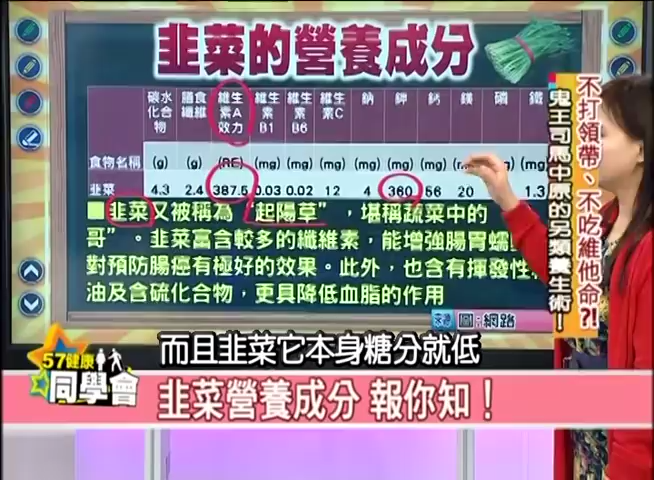 韭菜的營養成分
碳水化合物 膳食纖維 維生素A效力 維生素B1 維生素B6 維生素C 鈉 鉀 鈣 鎂 磷 鐵
食物名稱 (g) (g) (RE) (mg) (mg) (mg) (mg) (mg) (mg)
韭菜 4.3 2.4 387.5 0.03 0.02 12 4 360 56 20 1.3
■韭菜又被稱為“起陽草”，堪稱蔬菜中的
哥”。韭菜富含較多的纖維素，能增強腸胃蠕
對預防腸癌有極好的效果。此外，也含有揮發性
油及含硫化合物，更具降低血脂的作用
來源 圖：網路
不打領帶、不吃維他命?!
鬼王司馬中原的另類養生術！
而且韭菜它本身糖分就低
57健康
同學會
韭菜營養成分 報你知！